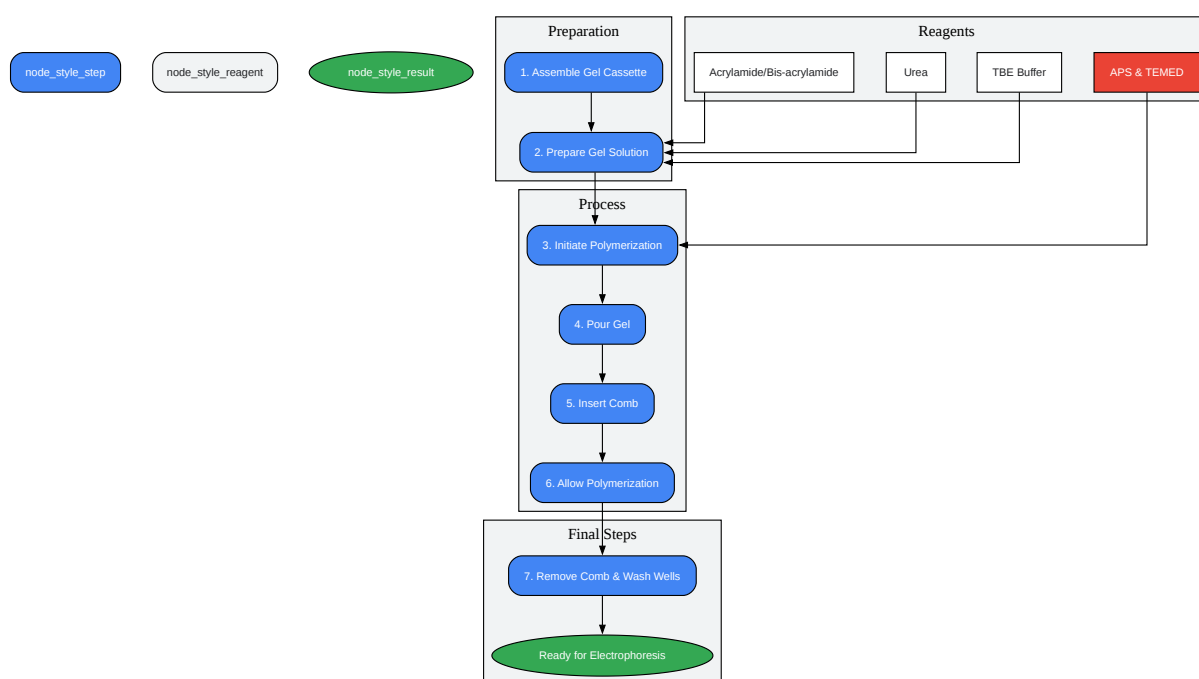 Preparation
Reagents
node_style_step
node_style_reagent
node_style_result
1. Assemble Gel Cassette
Acrylamide/Bis-acrylamide
Urea
TBE Buffer
APS & TEMED
2. Prepare Gel Solution
Process
3. Initiate Polymerization
4. Pour Gel
5. Insert Comb
6. Allow Polymerization
Final Steps
7. Remove Comb & Wash Wells
Ready for Electrophoresis